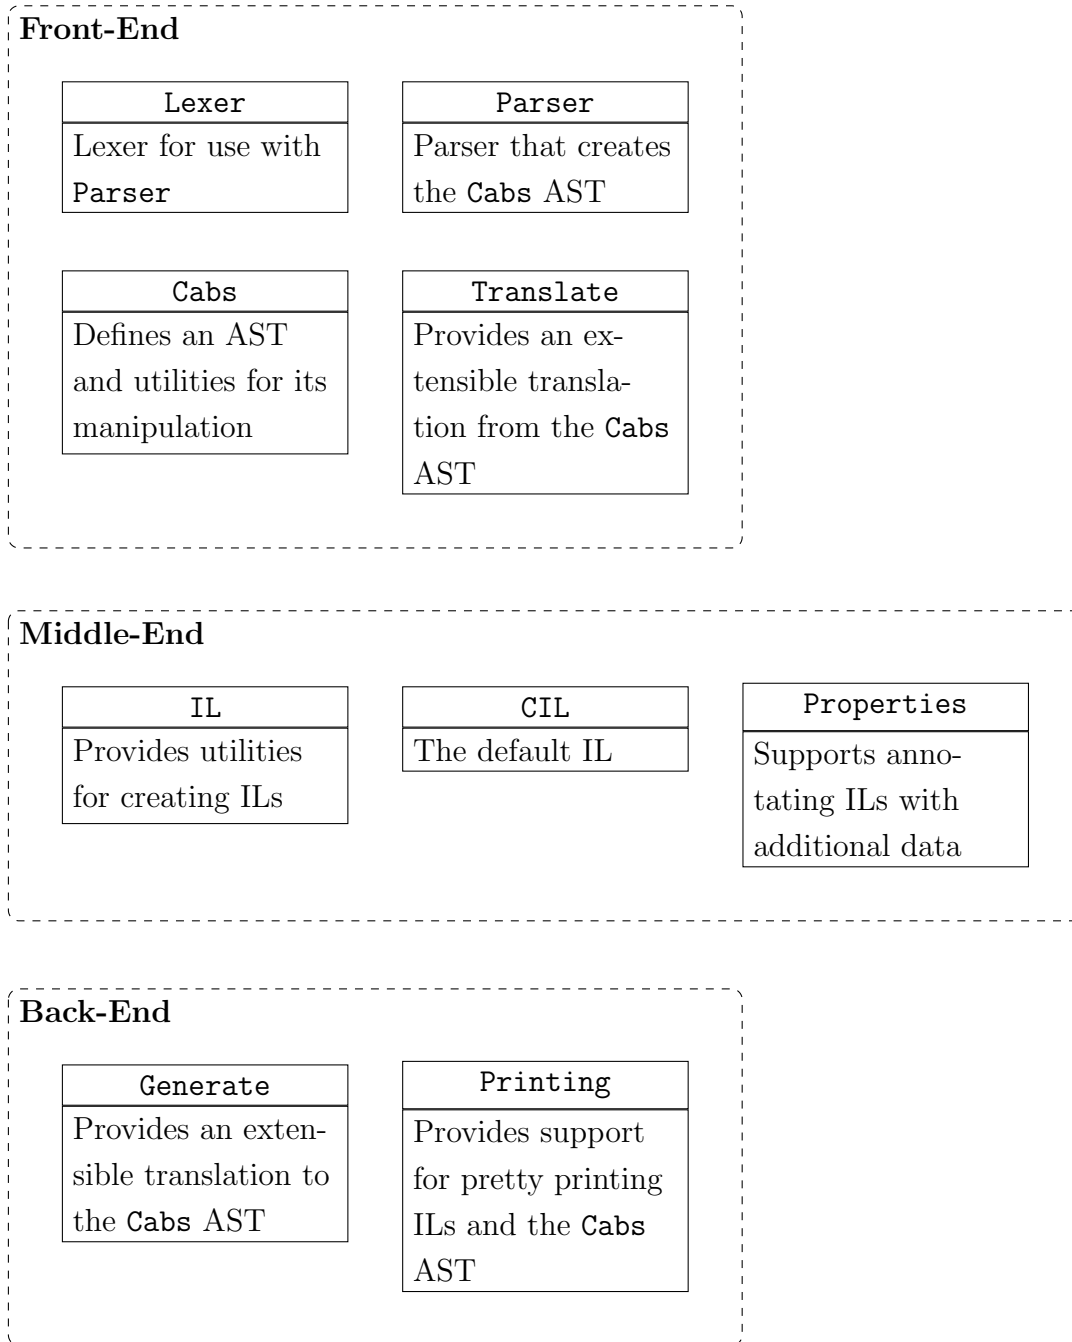 Front-End
Lexer
Lexer for use with
Parser
Parser
Parser that creates
the Cabs AST
Cabs
Defines an AST
and utilities for its
manipulation
Translate
Provides an ex-
tensible transla-
tion from the Cabs
AST
Middle-End
IL
Provides utilities
for creating ILs
CIL
The default IL
Properties
Supports anno-
tating ILs with
additional data
Back-End
Generate
Provides an exten-
sible translation to
the Cabs AST
Printing
Provides support
for pretty printing
ILs and the Cabs
AST